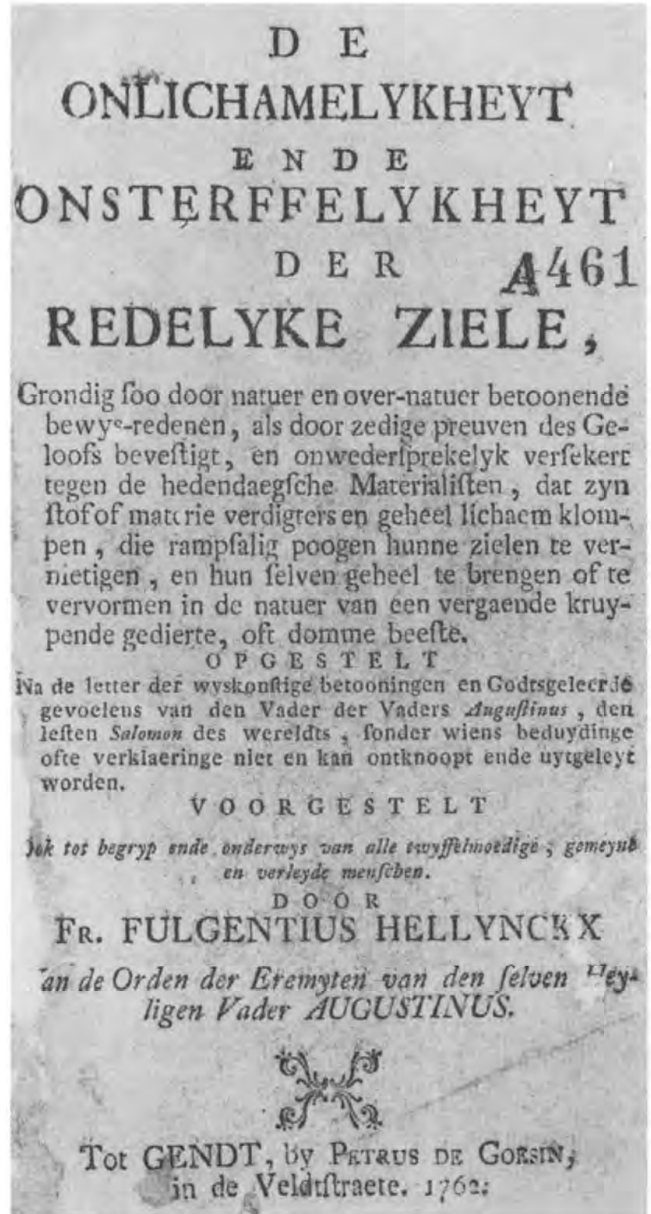 D E
ONLICHAMELYKHEYT
E N D E
ONSTERFFELYKHEYT
D E R
A461
REDELYKE ZIELE,
Grondig ſoo door natuer en over-natuer betoonende
bewyſ-redenen, als door zedige preuven des Ge-
loofs beveſtigt, en onwederſprekelyk verſekert
tegen de hedendaegſche Materialiſten, dat zyn
ſtof of materie verdigters en geheel lichaem klom-
pen, die rampſalig poogen hunne zielen te ver-
nietigen, en hun ſelven geheel te brengen of te
vervormen in de natuer van een vergaende kruy-
pende gedierte, oft domme beeſte.
O P G E S T E L T
Na de letter der wyskonſtige betooningen en Godtsgeleerde
gevoelens van den Vader der Vaders Auguſtinus, den
leſten Salomon des wereldts, ſonder wiens beduydinge
ofte verklaeringe niet en kan ontknoopt ende uytgeleyt
worden.
V O O R G E S T E L T
Ook tot begryp ende onderwys van alle twyffelmoedige, gemeyne
en verleyde menſchen.
D O O R
FR. FULGENTIUS HELLYNCKX
Van de Orden der Eremyten van den ſelven Hey-
ligen Vader AUGUSTINUS.
Tot GENDT, by PETRUS DE GOESIN,
in de Veldtſtraete. 1762.